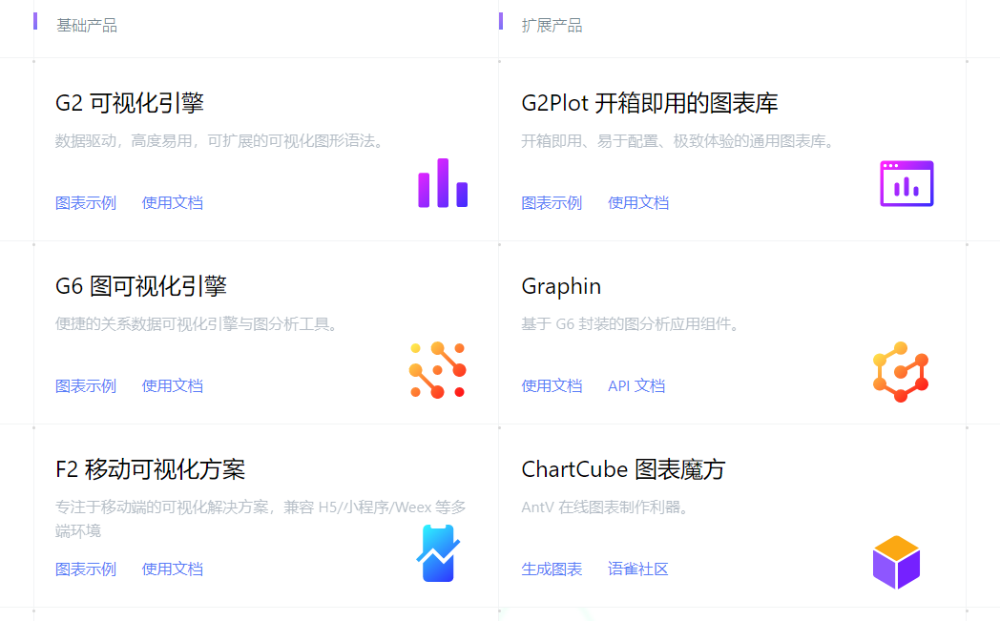 基础产品
扩展产品
G2 可视化引擎
数据驱动，高度易用，可扩展的可视化图形语法。
图表示例 使用文档
G2Plot 开箱即用的图表库
开箱即用、易于配置、极致体验的通用图表库。
图表示例 使用文档
G6 图可视化引擎
便捷的关系数据可视化引擎与图分析工具。
图表示例 使用文档
Graphin
基于 G6 封装的图分析应用组件。
使用文档 API 文档
F2 移动可视化方案
专注于移动端的可视化解决方案，兼容 H5/小程序/Weex 等多
端环境
图表示例 使用文档
ChartCube 图表魔方
AntV 在线图表制作利器。
生成图表 语雀社区